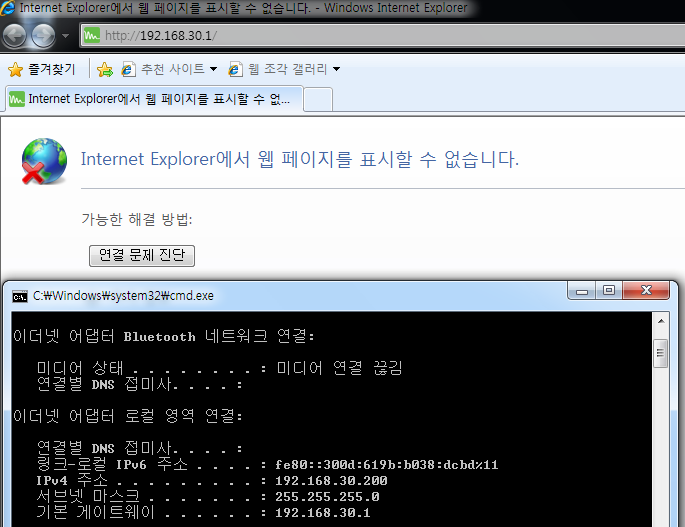 Internet Explorer에서 웹 페이지를 표시할 수 없습니다. - Windows Internet Explorer
http://192.168.30.1/
즐겨찾기 추천 사이트 웹 조각 갤러리
Internet Explorer에서 웹 페이지를 표시할 수 없...
Internet Explorer에서 웹 페이지를 표시할 수 없습니다.
가능한 해결 방법:
연결 문제 진단
C:₩Windows₩system32₩cmd.exe
이더넷 어댑터 Bluetooth 네트워크 연결:
미디어 상태 . . . . . . . . : 미디어 연결 끊김
연결별 DNS 접미사. . . . :
이더넷 어댑터 로컬 영역 연결:
연결별 DNS 접미사. . . . :
링크-로컬 IPv6 주소 . . . . : fe80::300d:619b:b038:dcbd%11
IPv4 주소 . . . . . . . . . : 192.168.30.200
서브넷 마스크 . . . . . . . : 255.255.255.0
기본 게이트웨이 . . . . . . : 192.168.30.1